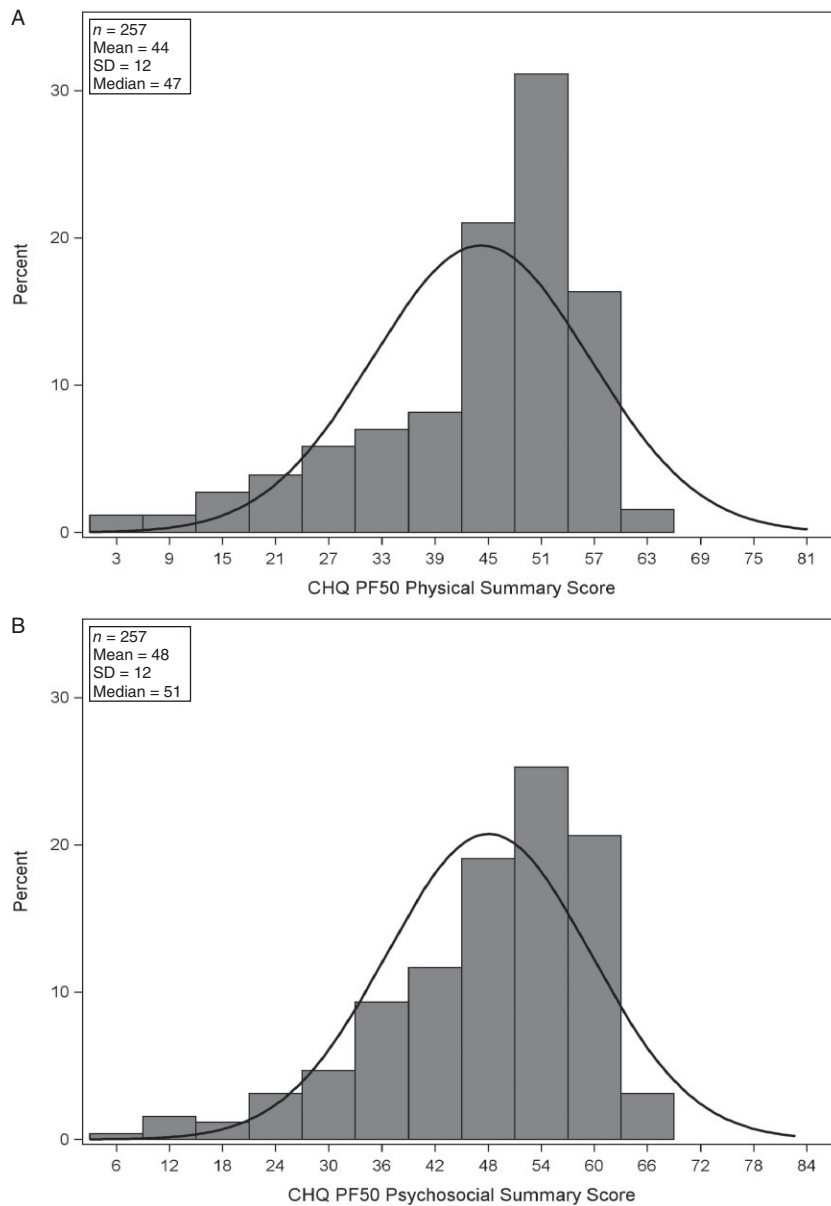 A
n = 257
Mean = 44
SD = 12
Median = 47
30
20
10
0
Percent
3 9 15 21 27 33 39 45 51 57 63 69 75 81
CHQ PF50 Physical Summary Score
B
n = 257
Mean = 48
SD = 12
Median = 51
30
20
10
0
Percent
6 12 18 24 30 36 42 48 54 60 66 72 78 84
CHQ PF50 Psychosocial Summary Score